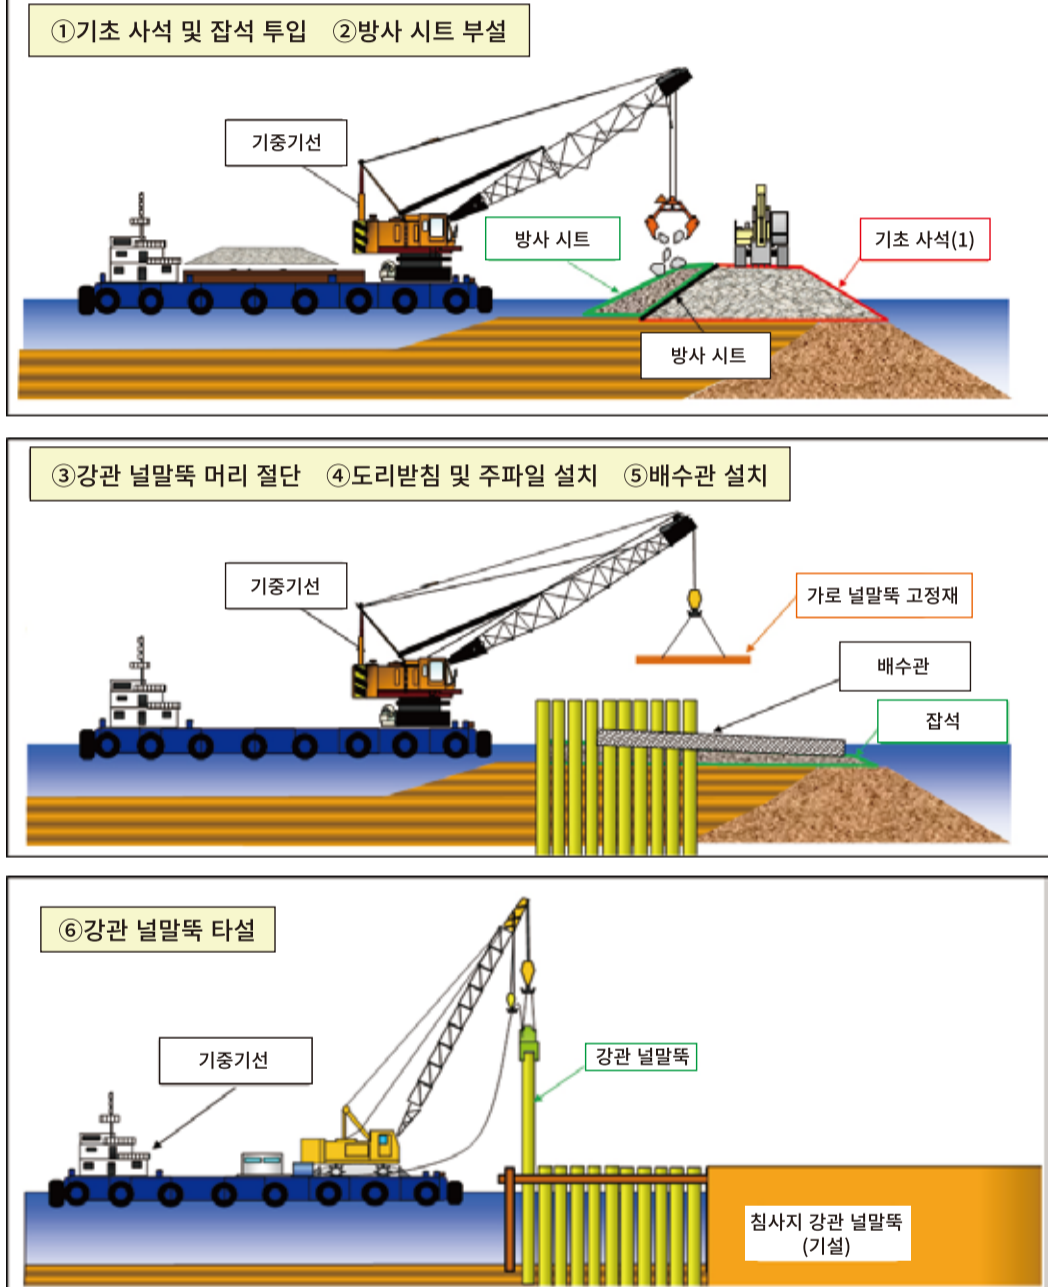 ①기초 사석 및 잡석 투입 ②방사 시트 부설
기중기선
방사 시트
기초 사석(1)
방사 시트
③강관 널말뚝 머리 절단 ④도리받침 및 주파일 설치 ⑤배수관 설치
기중기선
가로 널말뚝 고정재
배수관
잡석
⑥강관 널말뚝 타설
기중기선
강관 널말뚝
침사지 강관 널말뚝
(기설)